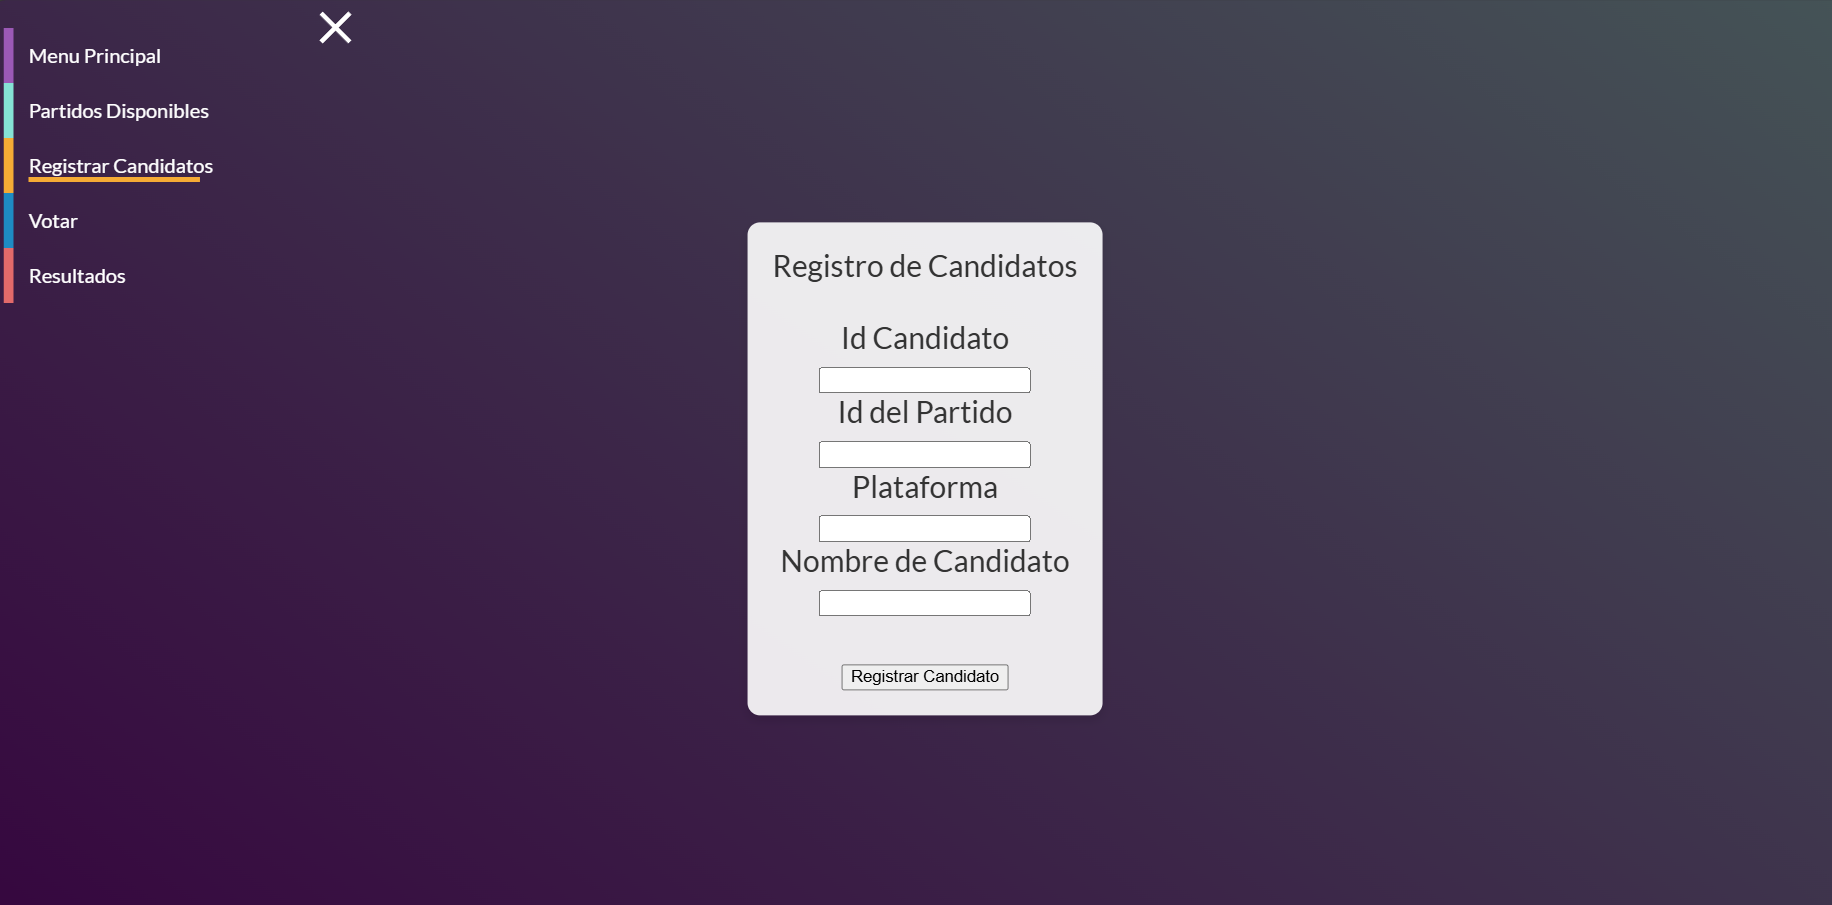 Menu Principal
Partidos Disponibles
Registrar Candidatos
Votar
Resultados
Registro de Candidatos
Id Candidato
Id del Partido
Plataforma
Nombre de Candidato
Registrar Candidato